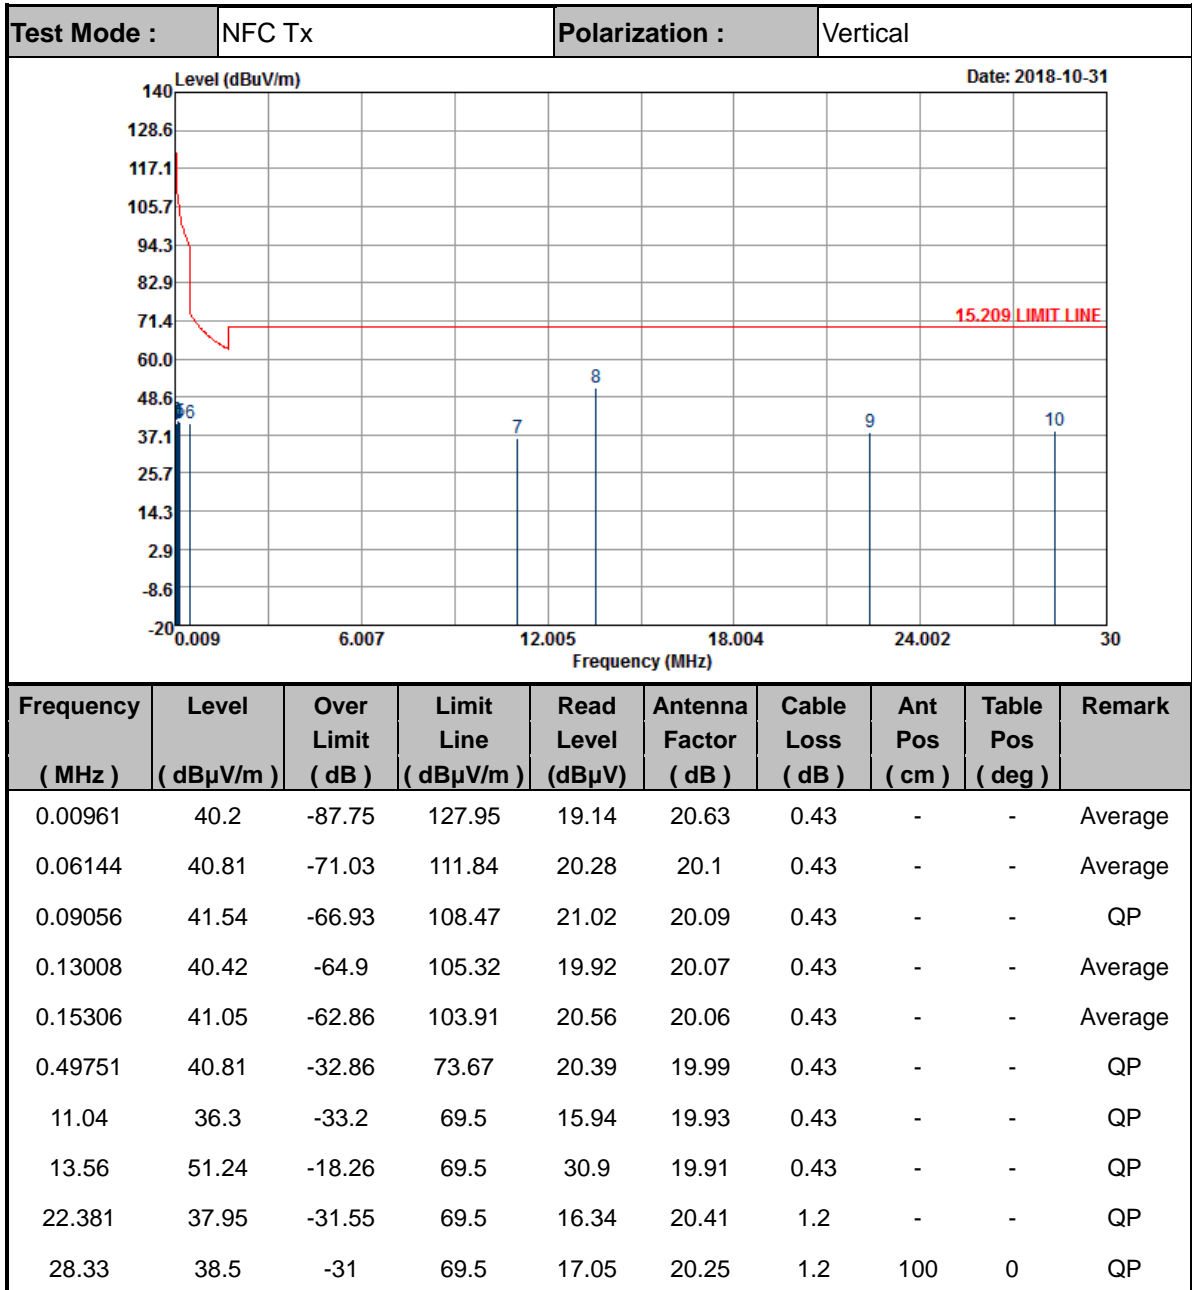 Test Mode : NFC Tx Polarization : Vertical
Level (dBuV/m) Date: 2018-10-31
140
128.6
117.1
105.7
94.3
82.9
71.4 15.209 LIMIT LINE
60.0
8
48.6
6 7 9 10
37.1
25.7
14.3
2.9
-8.6
-20
0.009 6.007 12.005 18.004 24.002 30
Frequency (MHz)
Frequency Level Over Limit Read Antenna Cable Ant Table Remark
Limit Line Level Factor Loss Pos Pos
( MHz ) ( dBµV/m ) ( dB ) ( dBµV/m ) (dBµV) ( dB ) ( dB ) ( cm ) ( deg )
0.00961 40.2 -87.75 127.95 19.14 20.63 0.43 - - Average
0.06144 40.81 -71.03 111.84 20.28 20.1 0.43 - - Average
0.09056 41.54 -66.93 108.47 21.02 20.09 0.43 - - QP
0.13008 40.42 -64.9 105.32 19.92 20.07 0.43 - - Average
0.15306 41.05 -62.86 103.91 20.56 20.06 0.43 - - Average
0.49751 40.81 -32.86 73.67 20.39 19.99 0.43 - - QP
11.04 36.3 -33.2 69.5 15.94 19.93 0.43 - - QP
13.56 51.24 -18.26 69.5 30.9 19.91 0.43 - - QP
22.381 37.95 -31.55 69.5 16.34 20.41 1.2 - - QP
28.33 38.5 -31 69.5 17.05 20.25 1.2 100 0 QP